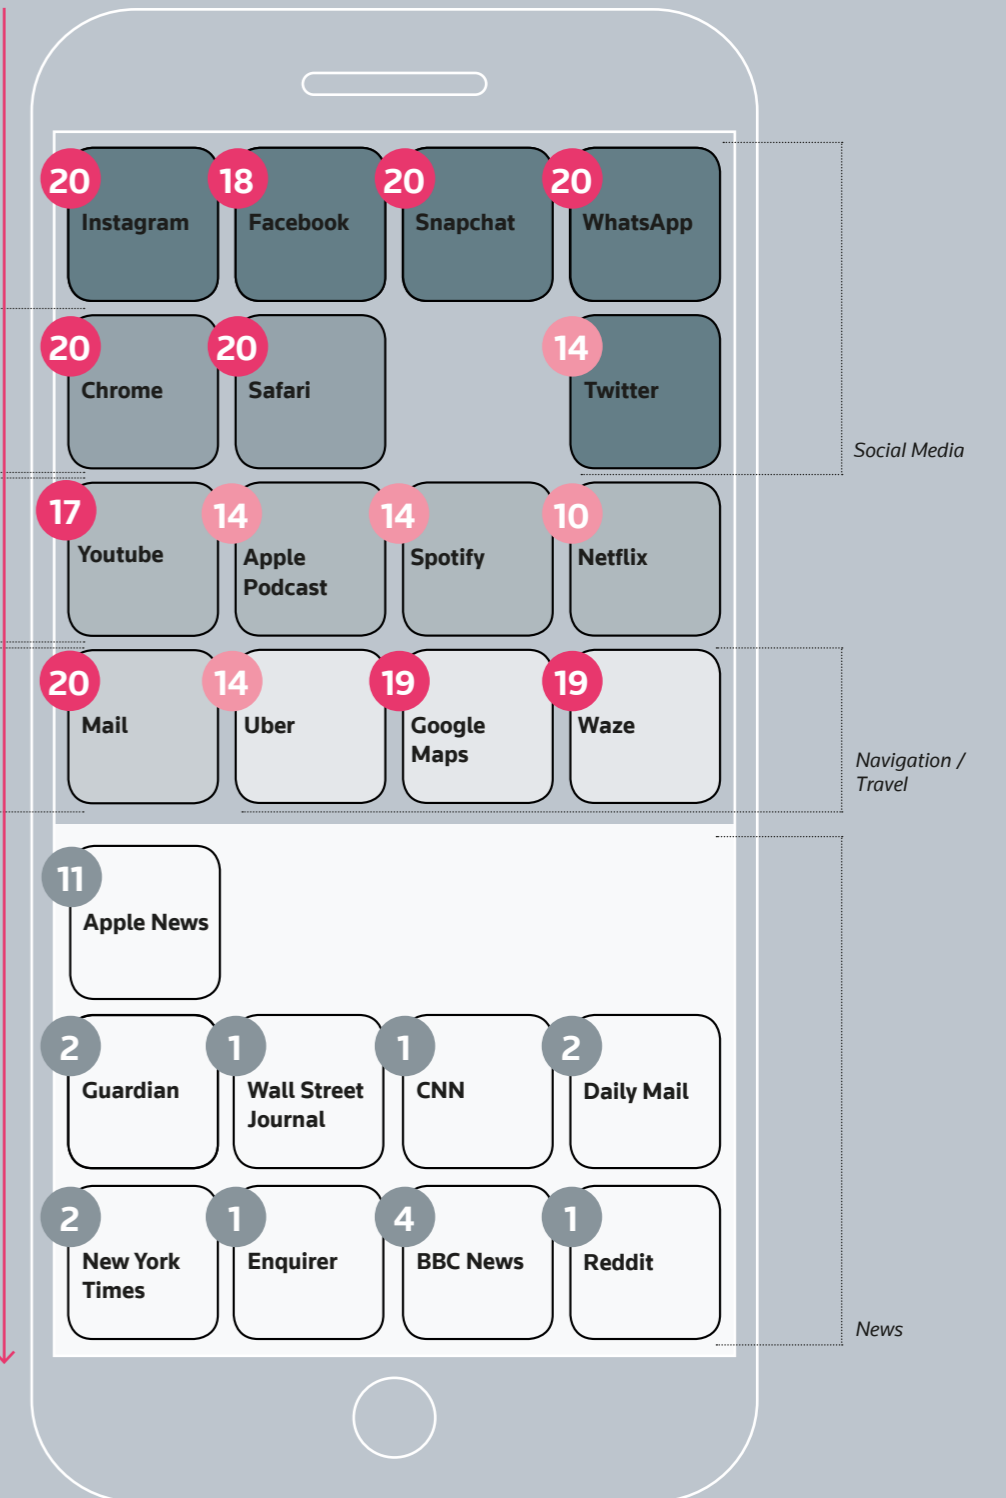 20
Instagram
18
Facebook
20
Snapchat
20
WhatsApp
20
Chrome
20
Safari
14
Twitter
Social Media
17
Youtube
14
Apple
Podcast
14
Spotify
10
Netflix
20
Mail
14
Uber
19
Google
Maps
19
Waze
Navigation /
Travel
11
Apple News
2
Guardian
1
Wall Street
Journal
1
CNN
2
Daily Mail
2
New York
Times
1
Enquirer
4
BBC News
1
Reddit
News